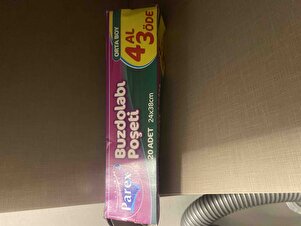 Parex
Buzdolabı
Poşeti
20 ADET 24x38cm
ORTA BOY
4 AL
3 ÖDE